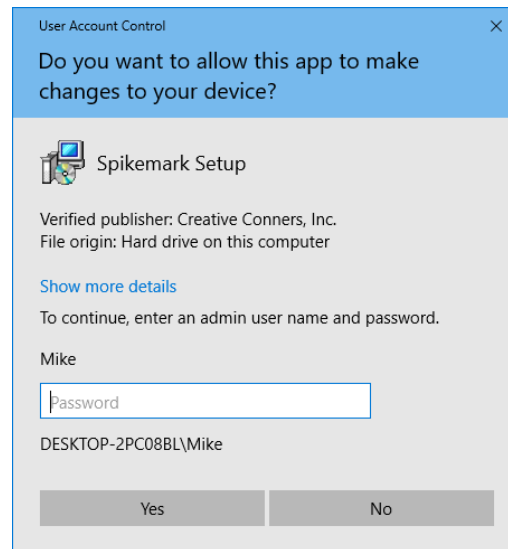 User Account Control
Do you want to allow this app to make
changes to your device?
Spikemark Setup
Verified publisher: Creative Conners, Inc.
File origin: Hard drive on this computer
Show more details
To continue, enter an admin user name and password.
Mike
Password
DESKTOP-2PC08BL\Mike
Yes
No